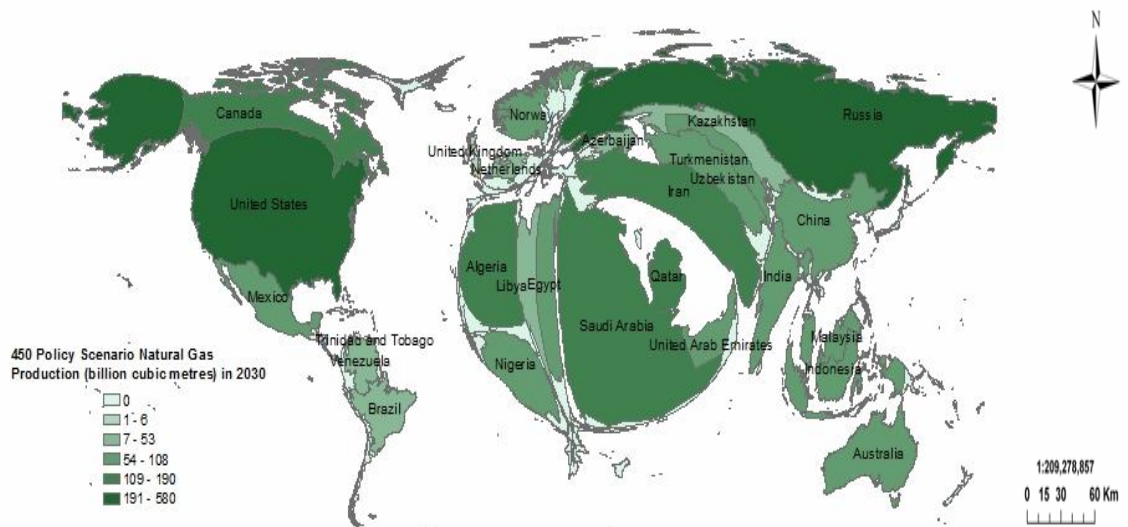 N
Canada
Norwa
Russia
Kazakhstan
Azerbaijan
United Kingdom
Netherlands
Turkmenistan
Uzbekistan
Iran
United States
China
Algeria
Libya
Egypt
Qatar
India
Mexico
Saudi Arabia
Trinidad and Tobago
United Arab Emirates
Malaysia
Venezuela
Nigeria
Indonesia
Brazil
Australia
450 Policy Scenario Natural Gas
Production (billion cubic metres) in 2030
0
1 - 6
7 - 53
54 - 108
109 - 190
191 - 580
1:209,278,857
0 15 30 60 Km